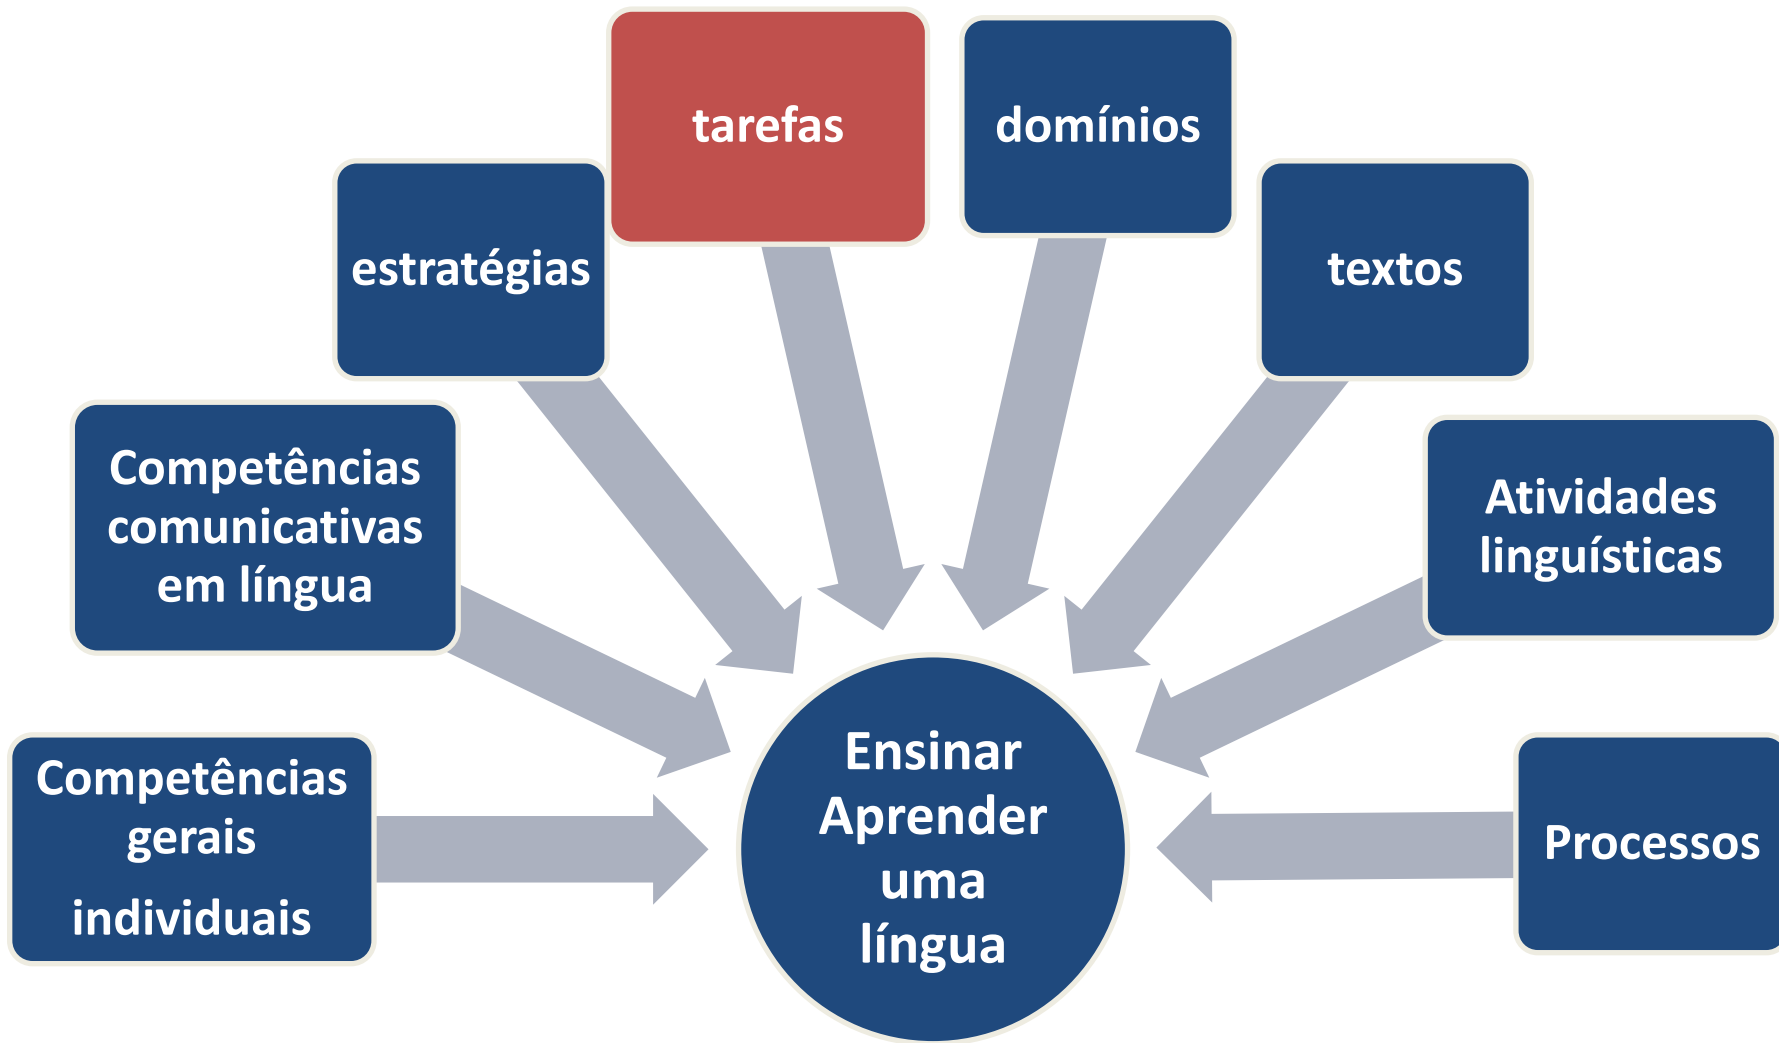 tarefas
domínios
estratégias
textos
Competências
comunicativas
em língua
Atividades
linguísticas
Competências
gerais
individuais
Ensinar
Aprender
uma
língua
Processos